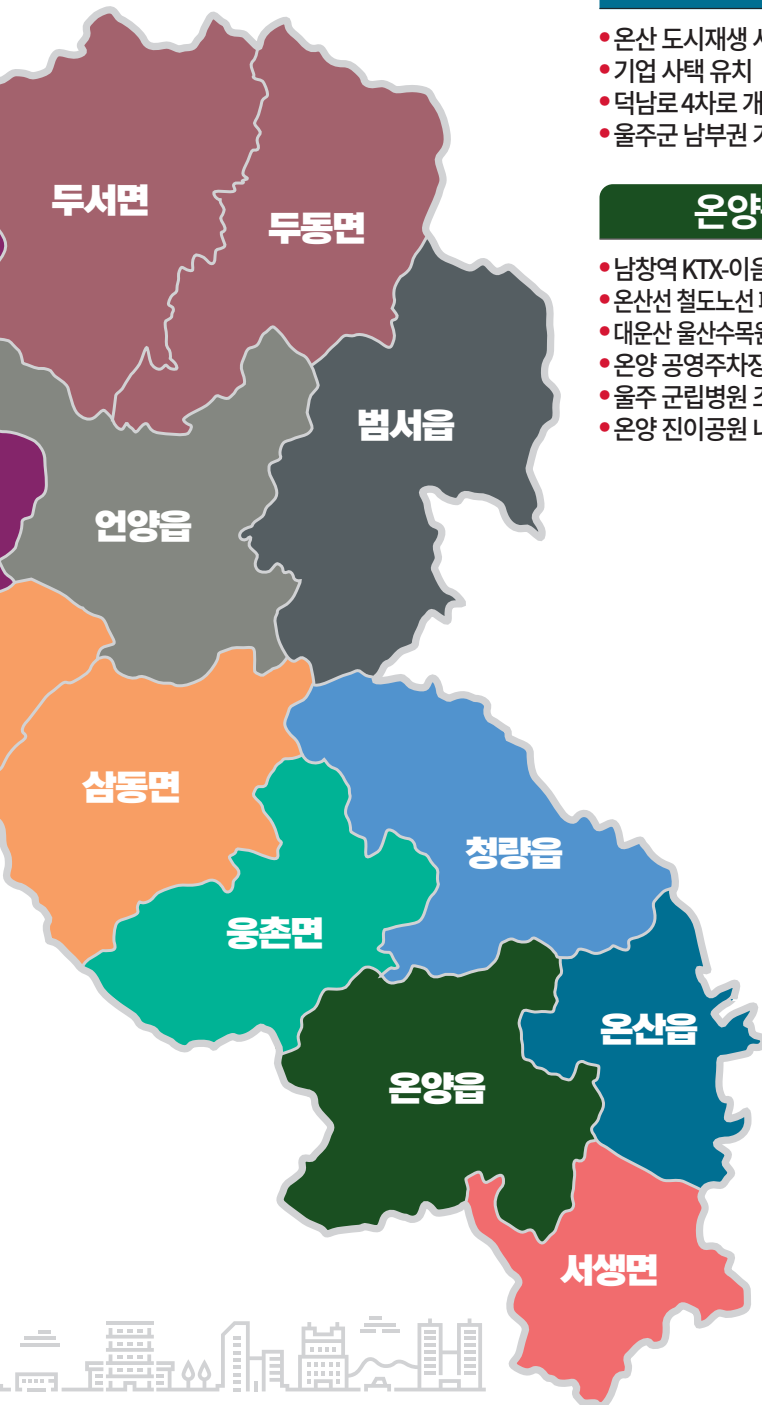 두서면
두동면
범서읍
언양읍
삼동면
청량읍
웅촌면
온산읍
온양읍
서생면
온산 도시재생
기업 사택 유치
덕남로 4차로
울주군 남부권
온양
남창역 KTX-이음
온산선 철도노선
대운산 울산수목원
온양 공영주차장
울주 군립병원
온양 진이공원